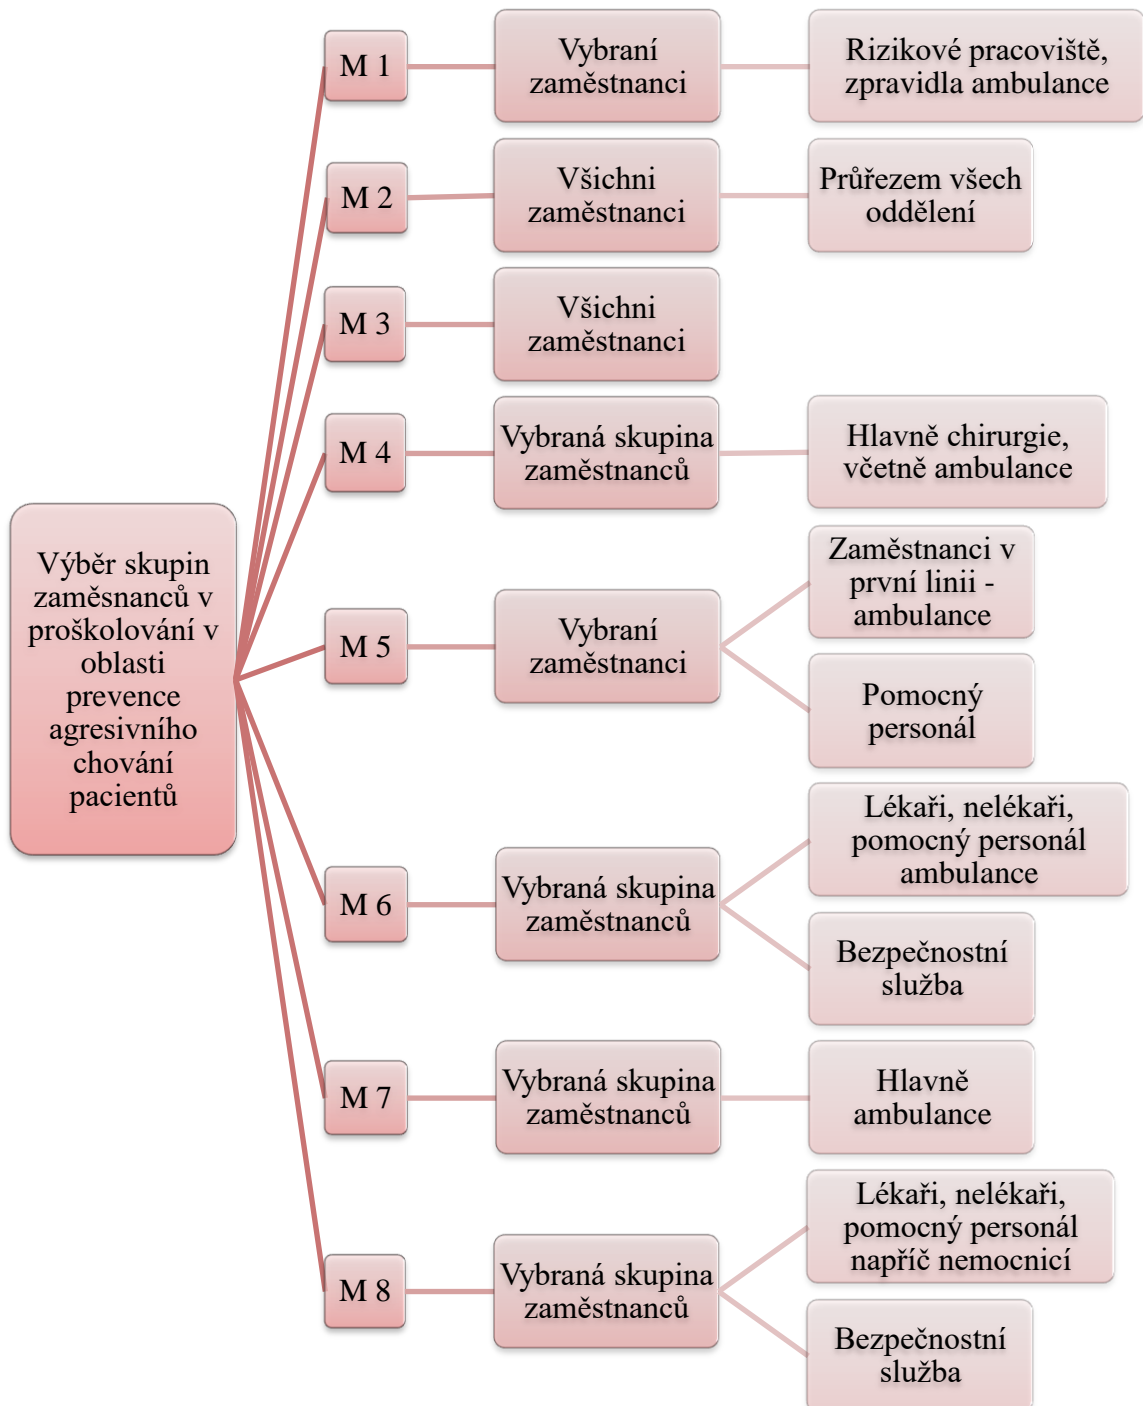 Výběr skupin
zaměsnanců v
proškolování v
oblasti
prevence
agresivního
chování
pacientů
M 1
Vybraní
zaměstnanci
Rizikové pracoviště,
zpravidla ambulance
M 2
Všichni
zaměstnanci
Průřezem všech
oddělení
M 3
Všichni
zaměstnanci
M 4
Vybraná skupina
zaměstnanců
Hlavně chirurgie,
včetně ambulance
M 5
Vybraní
zaměstnanci
Zaměstnanci v
první linii -
ambulance
Pomocný
personál
M 6
Vybraná skupina
zaměstnanců
Lékaři, nelékaři,
pomocný personál
ambulance
Bezpečnostní
služba
M 7
Vybraná skupina
zaměstnanců
Hlavně
ambulance
M 8
Vybraná skupina
zaměstnanců
Lékaři, nelékaři,
pomocný personál
napříč nemocnicí
Bezpečnostní
služba